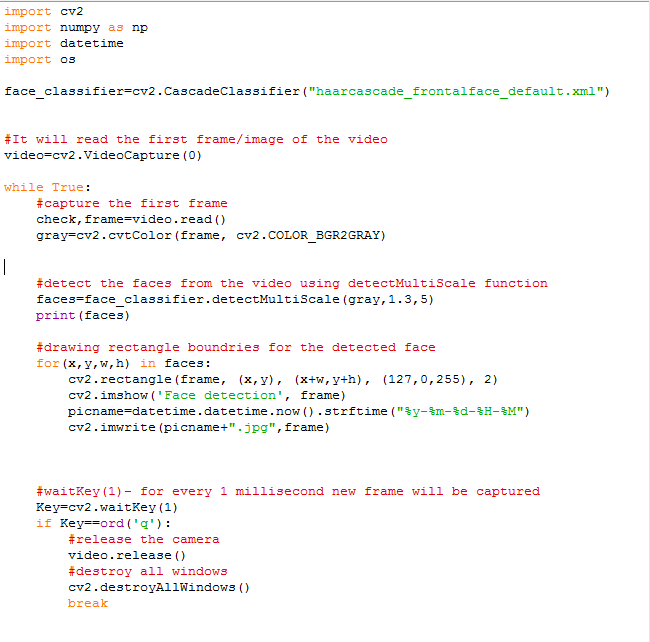 import cv2
import numpy as np
import datetime
import os
face_classifier=cv2.CascadeClassifier("haarcascade_frontalface_default.xml")
#It will read the first frame/image of the video
video=cv2.VideoCapture(0)
while True:
    #capture the first frame
    check,frame=video.read()
    gray=cv2.cvtColor(frame, cv2.COLOR_BGR2GRAY)
    #detect the faces from the video using detectMultiScale function
    faces=face_classifier.detectMultiScale(gray,1.3,5)
    print(faces)
    #drawing rectangle boundries for the detected face
    for(x,y,w,h) in faces:
        cv2.rectangle(frame, (x,y), (x+w,y+h), (127,0,255), 2)
        cv2.imshow('Face detection', frame)
        picname=datetime.datetime.now().strftime("%y-%m-%d-%H-%M")
        cv2.imwrite(picname+".jpg",frame)
    #waitKey(1)- for every 1 millisecond new frame will be captured
    Key=cv2.waitKey(1)
    if Key==ord('q'):
        #release the camera
        video.release()
        #destroy all windows
        cv2.destroyAllWindows()
        break